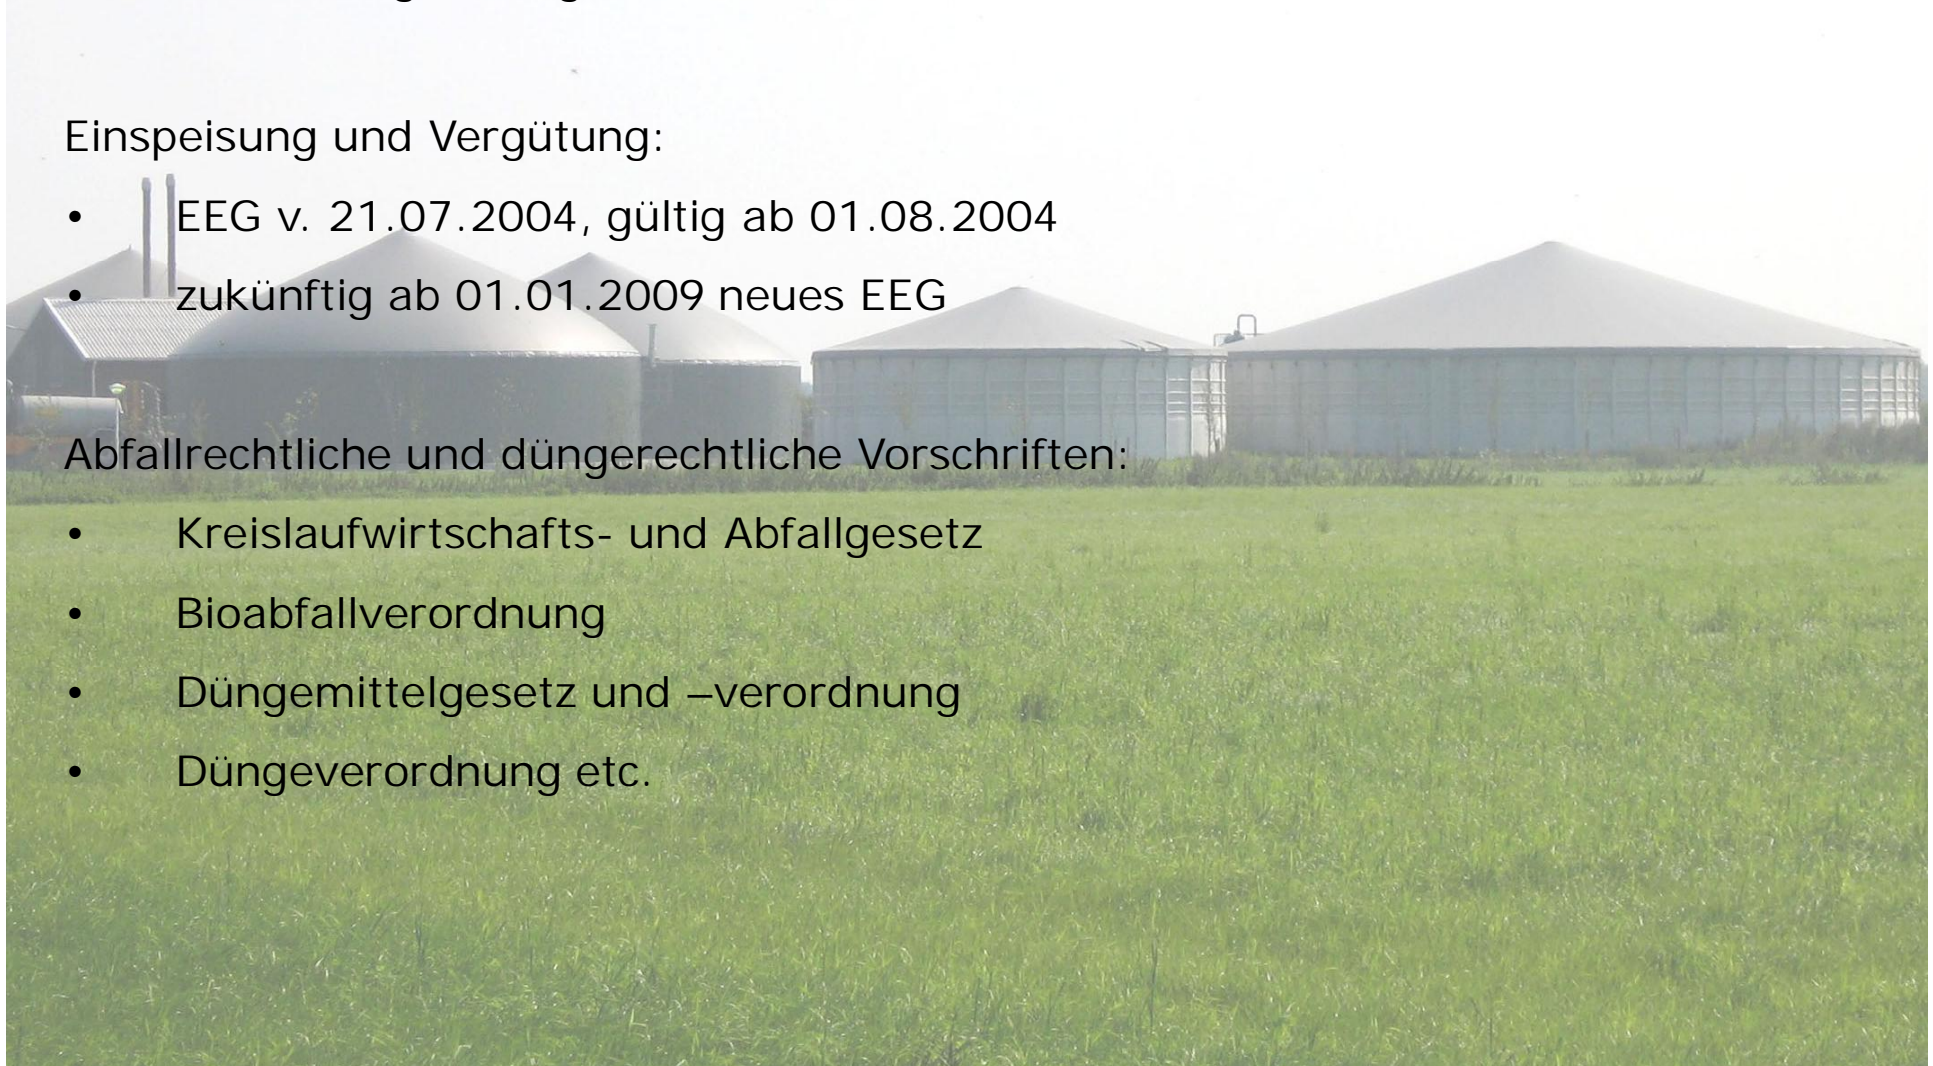 Einspeisung und Vergütung:
• EEG v. 21.07.2004, gültig ab 01.08.2004
• zukünftig ab 01.01.2009 neues EEG
Abfallrechtliche und düngerechtliche Vorschriften:
• Kreislaufwirtschafts- und Abfallgesetz
• Bioabfallverordnung
• Düngemittelgesetz und –verordnung
• Düngeverordnung etc.